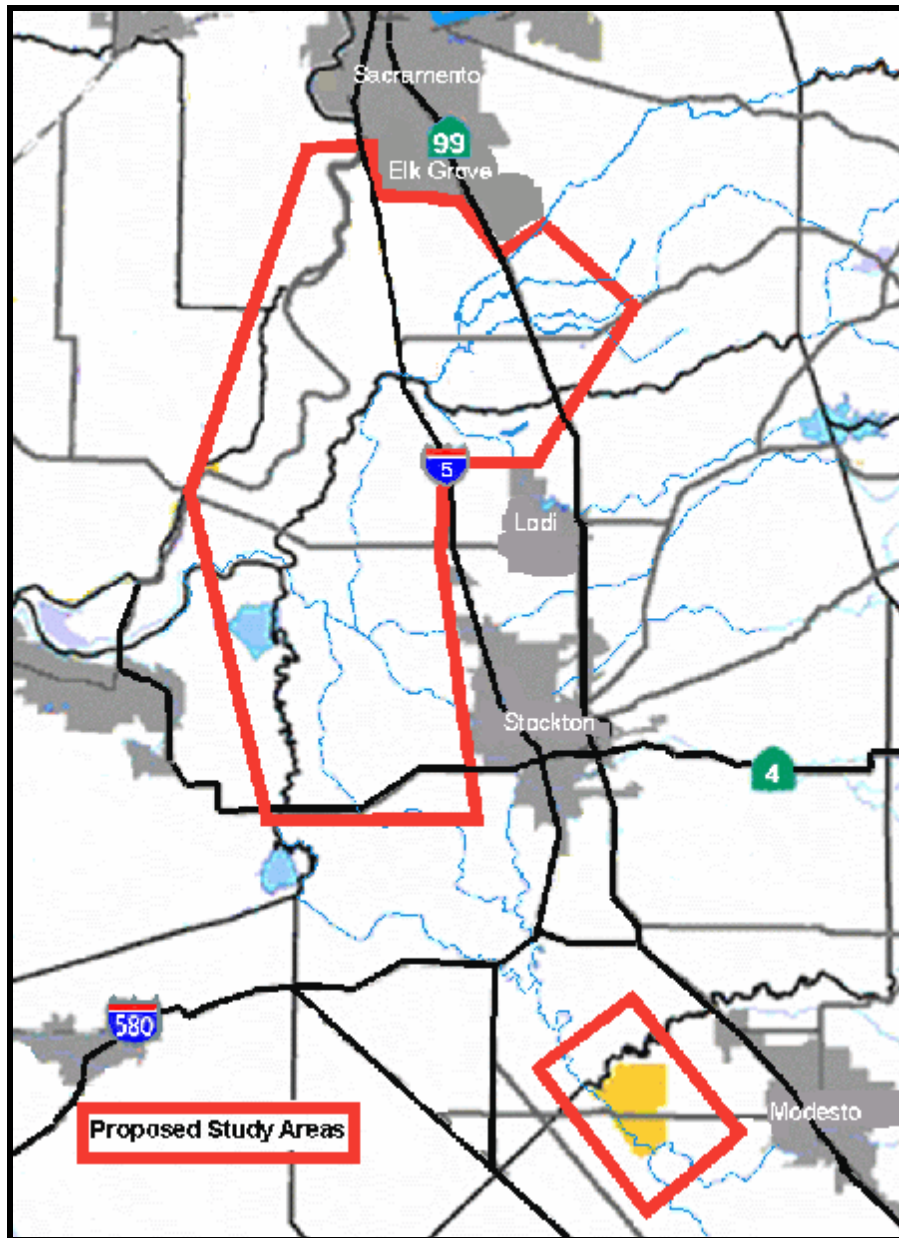 Sacramento
99
Elk Grove
5
Lodi
Stockton
4
580
Proposed Study Areas
Modesto